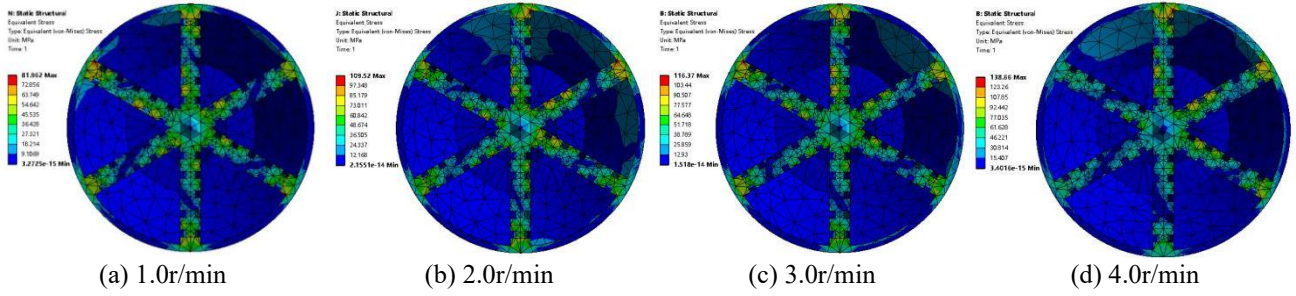 N: Static Structural
Equivalent Stress
Type: Equivalent (von-Mises) Stress
Unit: MPa
Time: 1
81.962 Max
72.856
63.749
54.642
45.535
36.428
27.321
18.214
9.1069
3.2725e-15 Min
(a) 1.0r/min
J: Static Structural
Equivalent Stress
Type: Equivalent (von-Mises) Stress
Unit: MPa
Time: 1
109.52 Max
97.348
85.179
73.011
60.842
48.674
36.505
24.337
12.168
2.1551e-14 Min
(b) 2.0r/min
B: Static Structural
Equivalent Stress
Type: Equivalent (von-Mises) Stress
Unit: MPa
Time: 1
116.37 Max
103.44
90.507
77.577
64.648
51.718
38.789
25.859
12.93
1.518e-14 Min
(c) 3.0r/min
B: Static Structural
Equivalent Stress
Type: Equivalent (von-Mises) Stress
Unit: MPa
Time: 1
138.66 Max
123.26
107.85
92.442
77.035
61.628
46.221
30.814
15.407
3.4016e-15 Min
(d) 4.0r/min